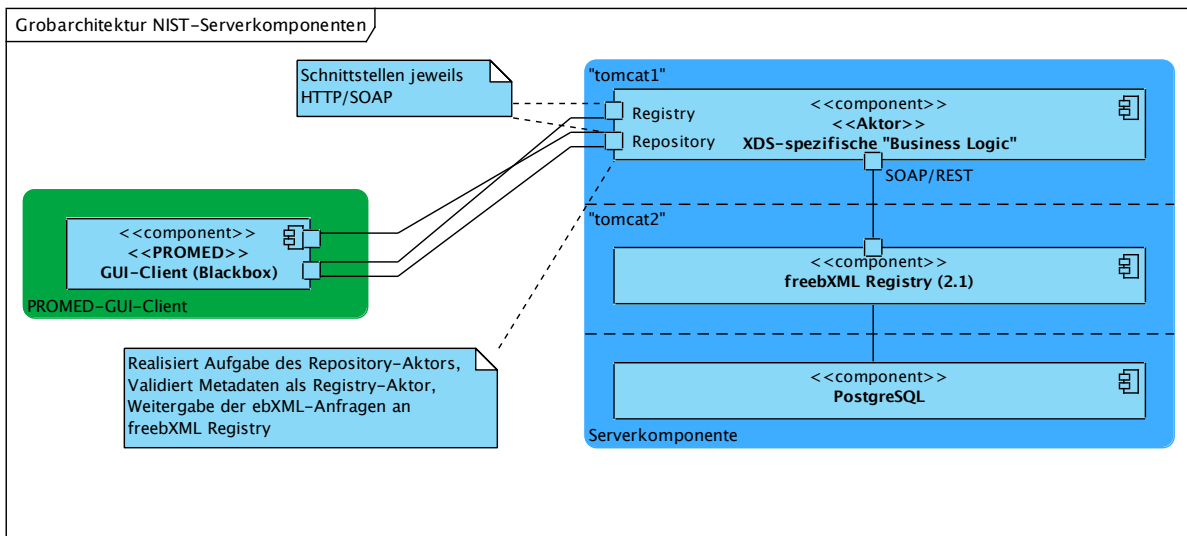 Grobarchitektur NIST-Serverkomponenten
Schnittstellen jeweils
HTTP/SOAP
"tomcat1"
<<component>>
<<Aktor>>
XDS-spezifische "Business Logic"
Registry
Repository
SOAP/REST
"tomcat2"
<<component>>
freebXML Registry (2.1)
<<component>>
PostgreSQL
Serverkomponente
<<component>>
<<PROMED>>
GUI-Client (Blackbox)
PROMED-GUI-Client
Realisiert Aufgabe des Repository-Aktors,
Validiert Metadaten als Registry-Aktor,
Weitergabe der ebXML-Anfragen an
freebXML Registry